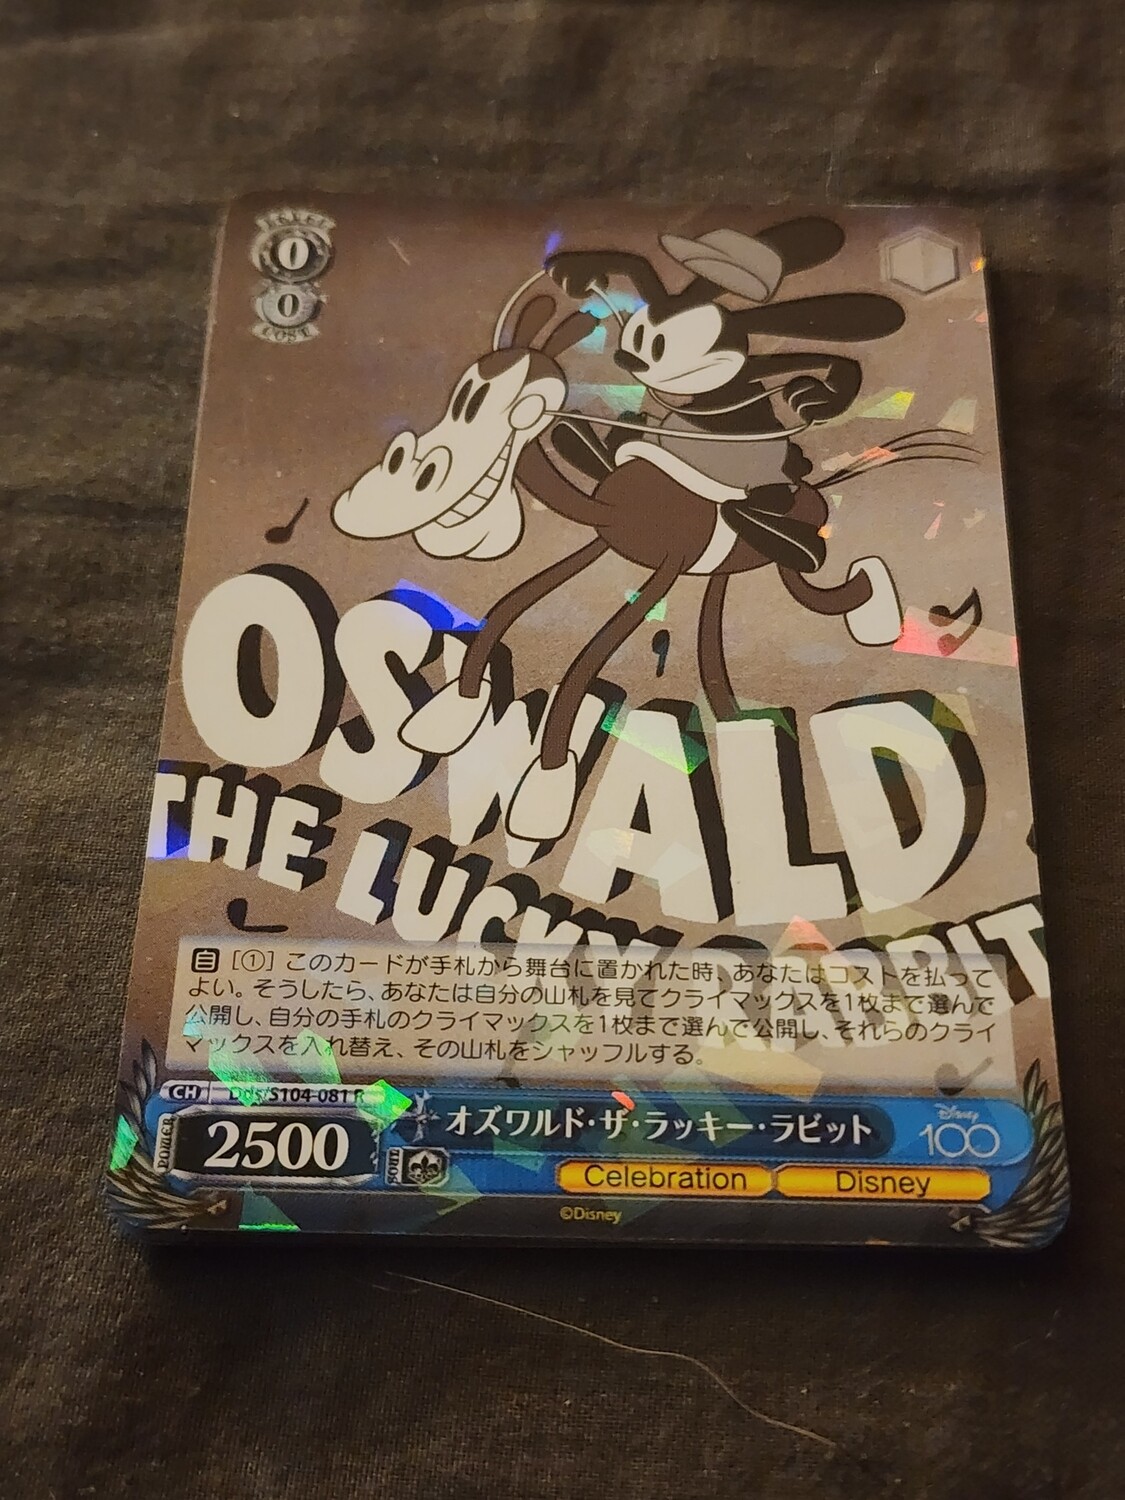 LEVEL
0
0
COST
OSWALD
THE LUCKY RABBIT
自 [①] このカードが手札から舞台に置かれた時、あなたはコストを払って
よい。そうしたら、あなたは自分の山札を見てクライマックスを1枚まで選んで
公開し、自分の手札のクライマックスを1枚まで選んで公開し、それらのクライ
マックスを入れ替え、その山札をシャッフルする。
CH Dds/S104-081 R
POWER 2500 SOUL
オズワルド・ザ・ラッキー・ラビット
Disney
100
Celebration Disney
©Disney